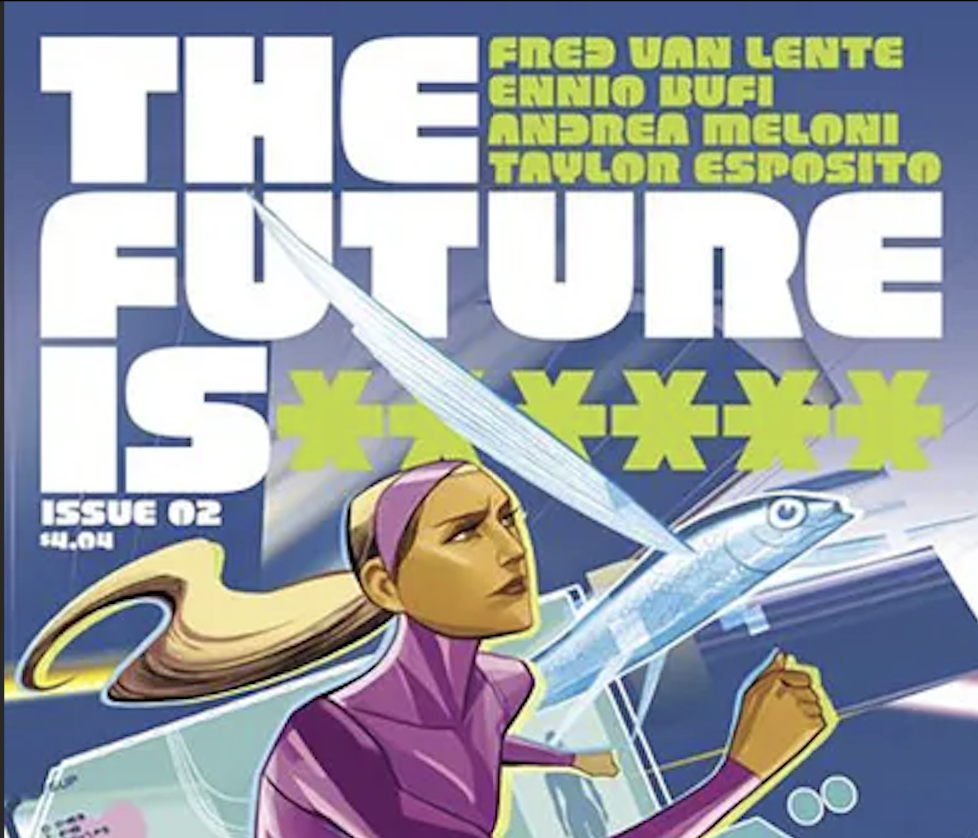 THE
FRED VAN LENTE
ENNIO BUFI
ANDREA MELONI
TAYLOR ESPOSITO
FUTURE
IS ******
ISSUE 02
$4.04